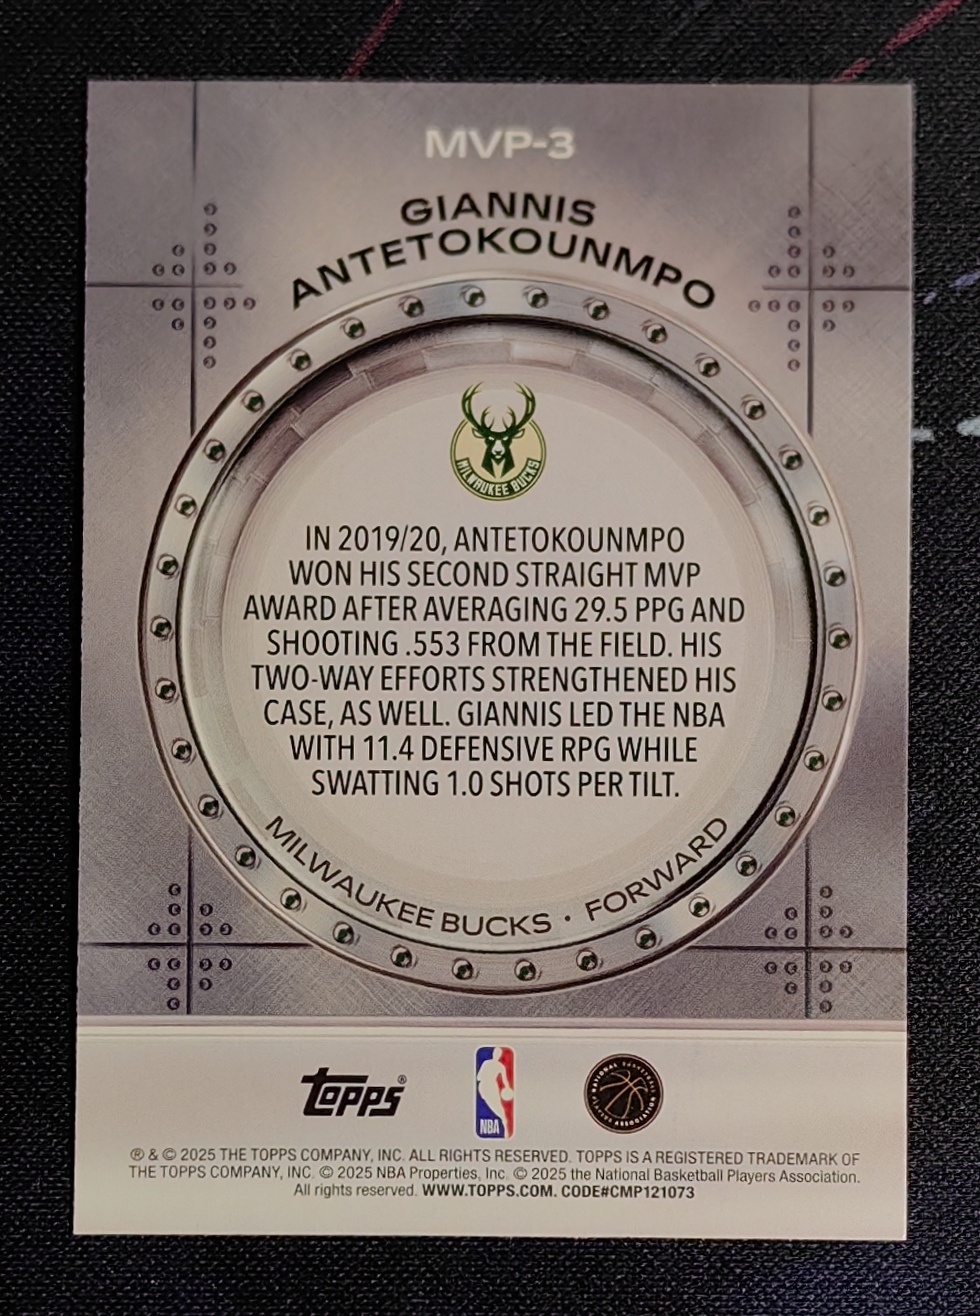 MVP-3
GIANNIS
ANTETOKOUNMPO
MILWAUKEE BUCKS
IN 2019/20, ANTETOKOUNMPO
WON HIS SECOND STRAIGHT MVP
AWARD AFTER AVERAGING 29.5 PPG AND
SHOOTING .553 FROM THE FIELD. HIS
TWO-WAY EFFORTS STRENGTHENED HIS
CASE, AS WELL. GIANNIS LED THE NBA
WITH 11.4 DEFENSIVE RPG WHILE
SWATTING 1.0 SHOTS PER TILT.
MILWAUKEE BUCKS · FORWARD
Topps®
NBA
NATIONAL BASKETBALL PLAYERS ASSOCIATION
® & © 2025 THE TOPPS COMPANY, INC. ALL RIGHTS RESERVED. TOPPS IS A REGISTERED TRADEMARK OF
THE TOPPS COMPANY, INC. © 2025 NBA Properties, Inc. © 2025 the National Basketball Players Association.
All rights reserved. WWW.TOPPS.COM. CODE#CMP121073